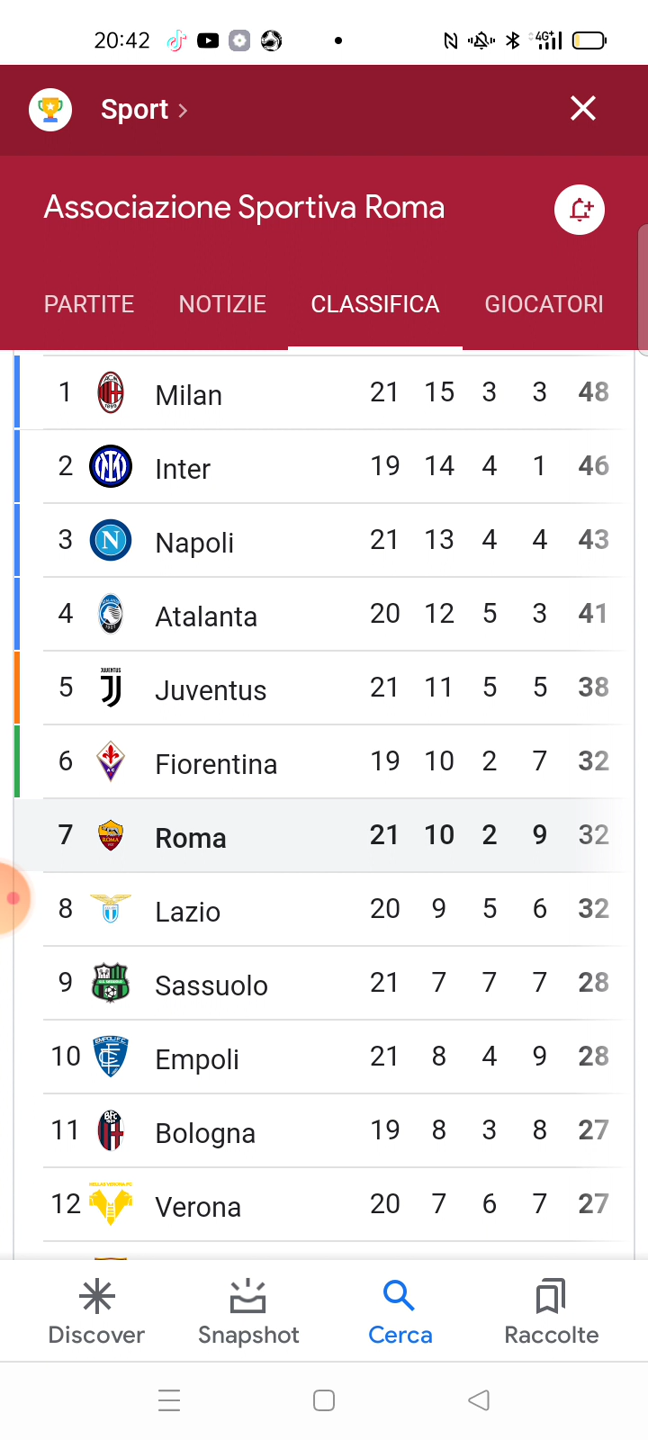 20:42 4G+
Sport >
Associazione Sportiva Roma
PARTITE NOTIZIE CLASSIFICA GIOCATORI
1 Milan 21 15 3 3 48
2 Inter 19 14 4 1 46
3 N Napoli 21 13 4 4 43
4 Atalanta 20 12 5 3 41
5 JUVENTUS Juventus 21 11 5 5 38
6 Fiorentina 19 10 2 7 32
7 ROMA Roma 21 10 2 9 32
8 Lazio 20 9 5 6 32
9 Sassuolo 21 7 7 7 28
10 Empoli 21 8 4 9 28
11 BFC Bologna 19 8 3 8 27
12 Verona 20 7 6 7 27
Discover Snapshot Cerca Raccolte